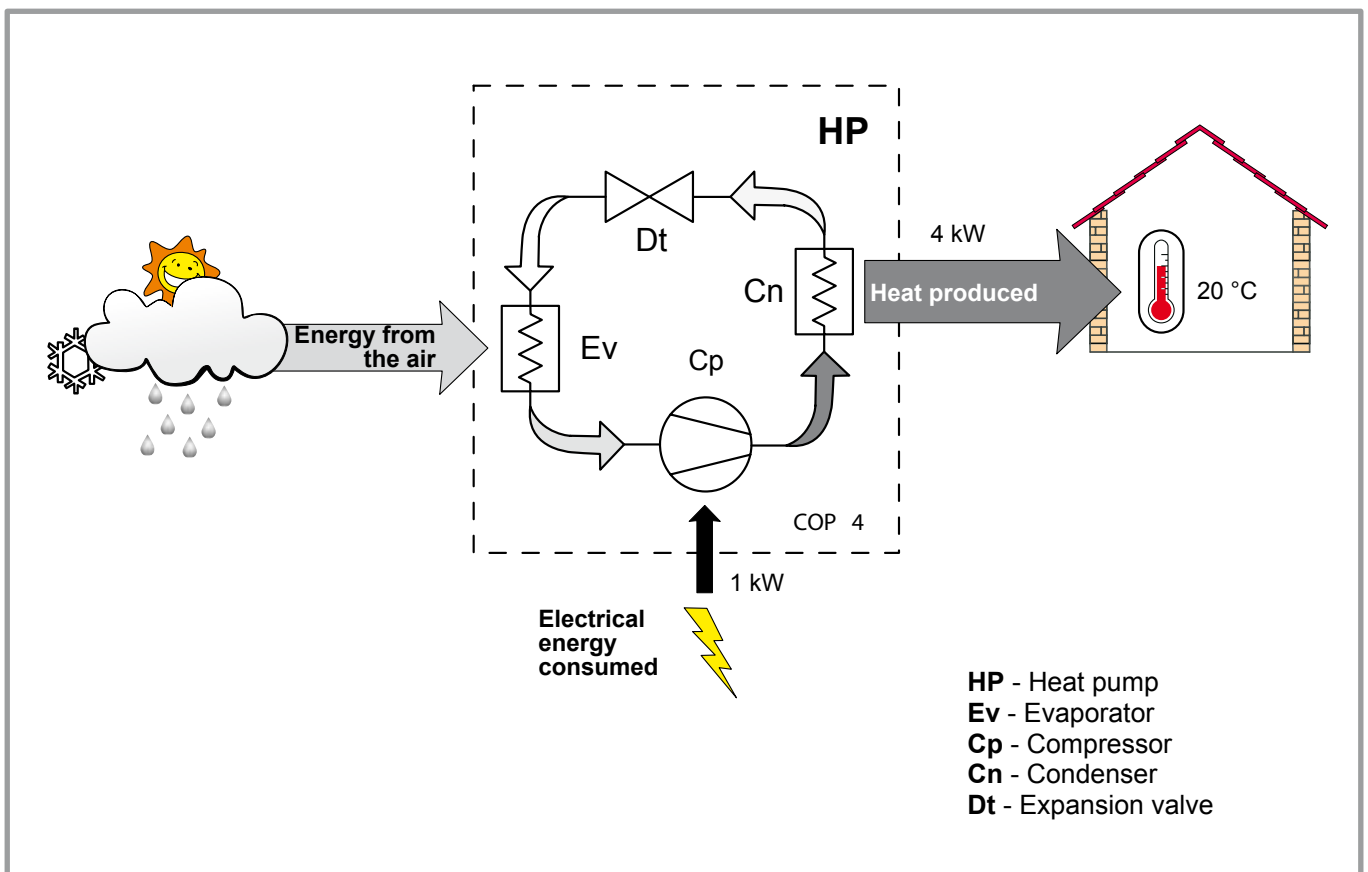 HP
Dt
4 kW
Cn
Heat produced
20 °C
Energy from
the air
Ev
Cp
COP 4
1 kW
Electrical
energy
consumed
HP - Heat pump
Ev - Evaporator
Cp - Compressor
Cn - Condenser
Dt - Expansion valve